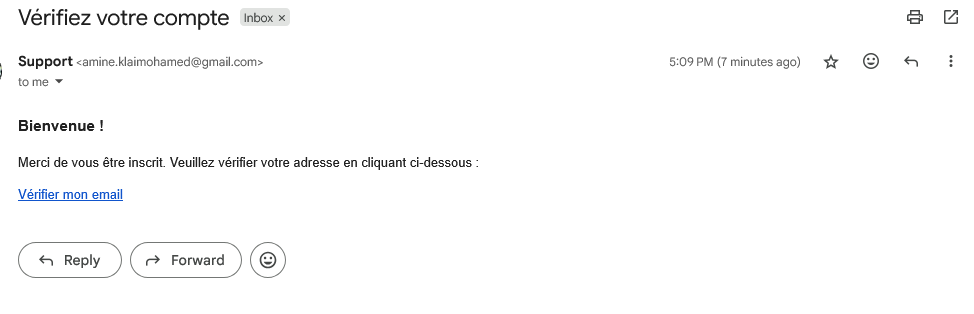 Vérifiez votre compte Inbox ×
Support <amine.klaimohamed@gmail.com> 5:09 PM (7 minutes ago)
to me
Bienvenue !
Merci de vous être inscrit. Veuillez vérifier votre adresse en cliquant ci-dessous :
Vérifier mon email
Reply Forward